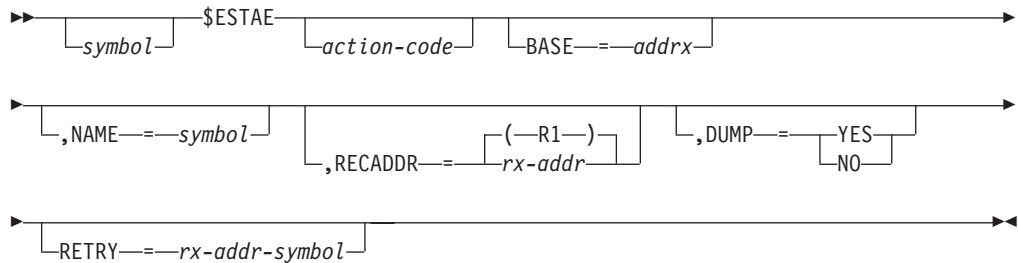 $ESTAE
symbol action-code BASE = addrx
( R1 )
,NAME = symbol ,RECADDR = rx-addr ,DUMP = YES
NO
RETRY = rx-addr-symbol